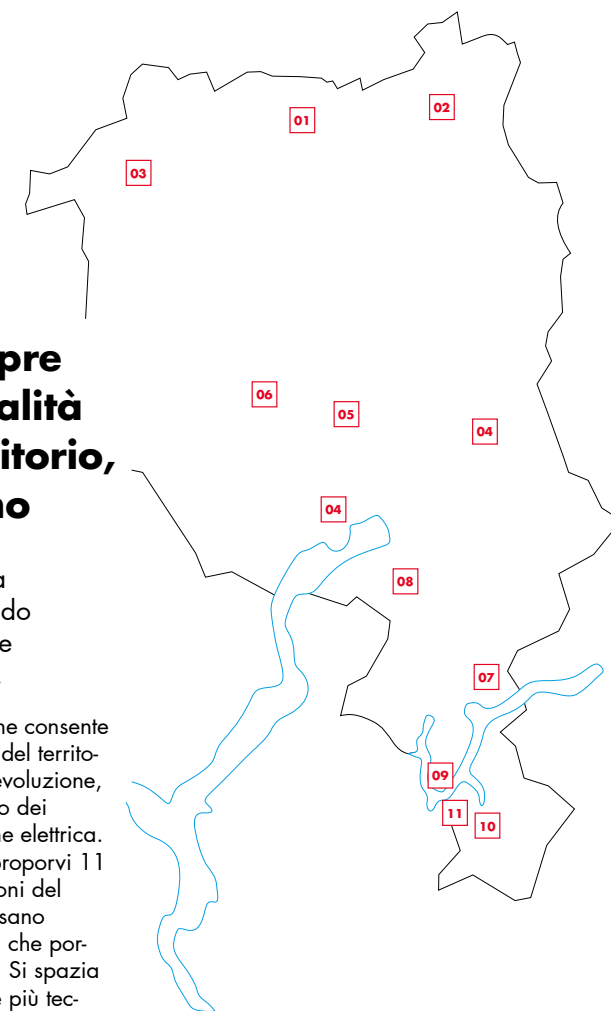 02
01
03
pre
alità
itorio,
no
06
05
04
04
a
do
e
08
07
ne consente
del territo-
evoluzione,
o dei
ne elettrica.
proporvi 11
oni del
sano
che por-
Si spazia
e più tec-
09
11
10